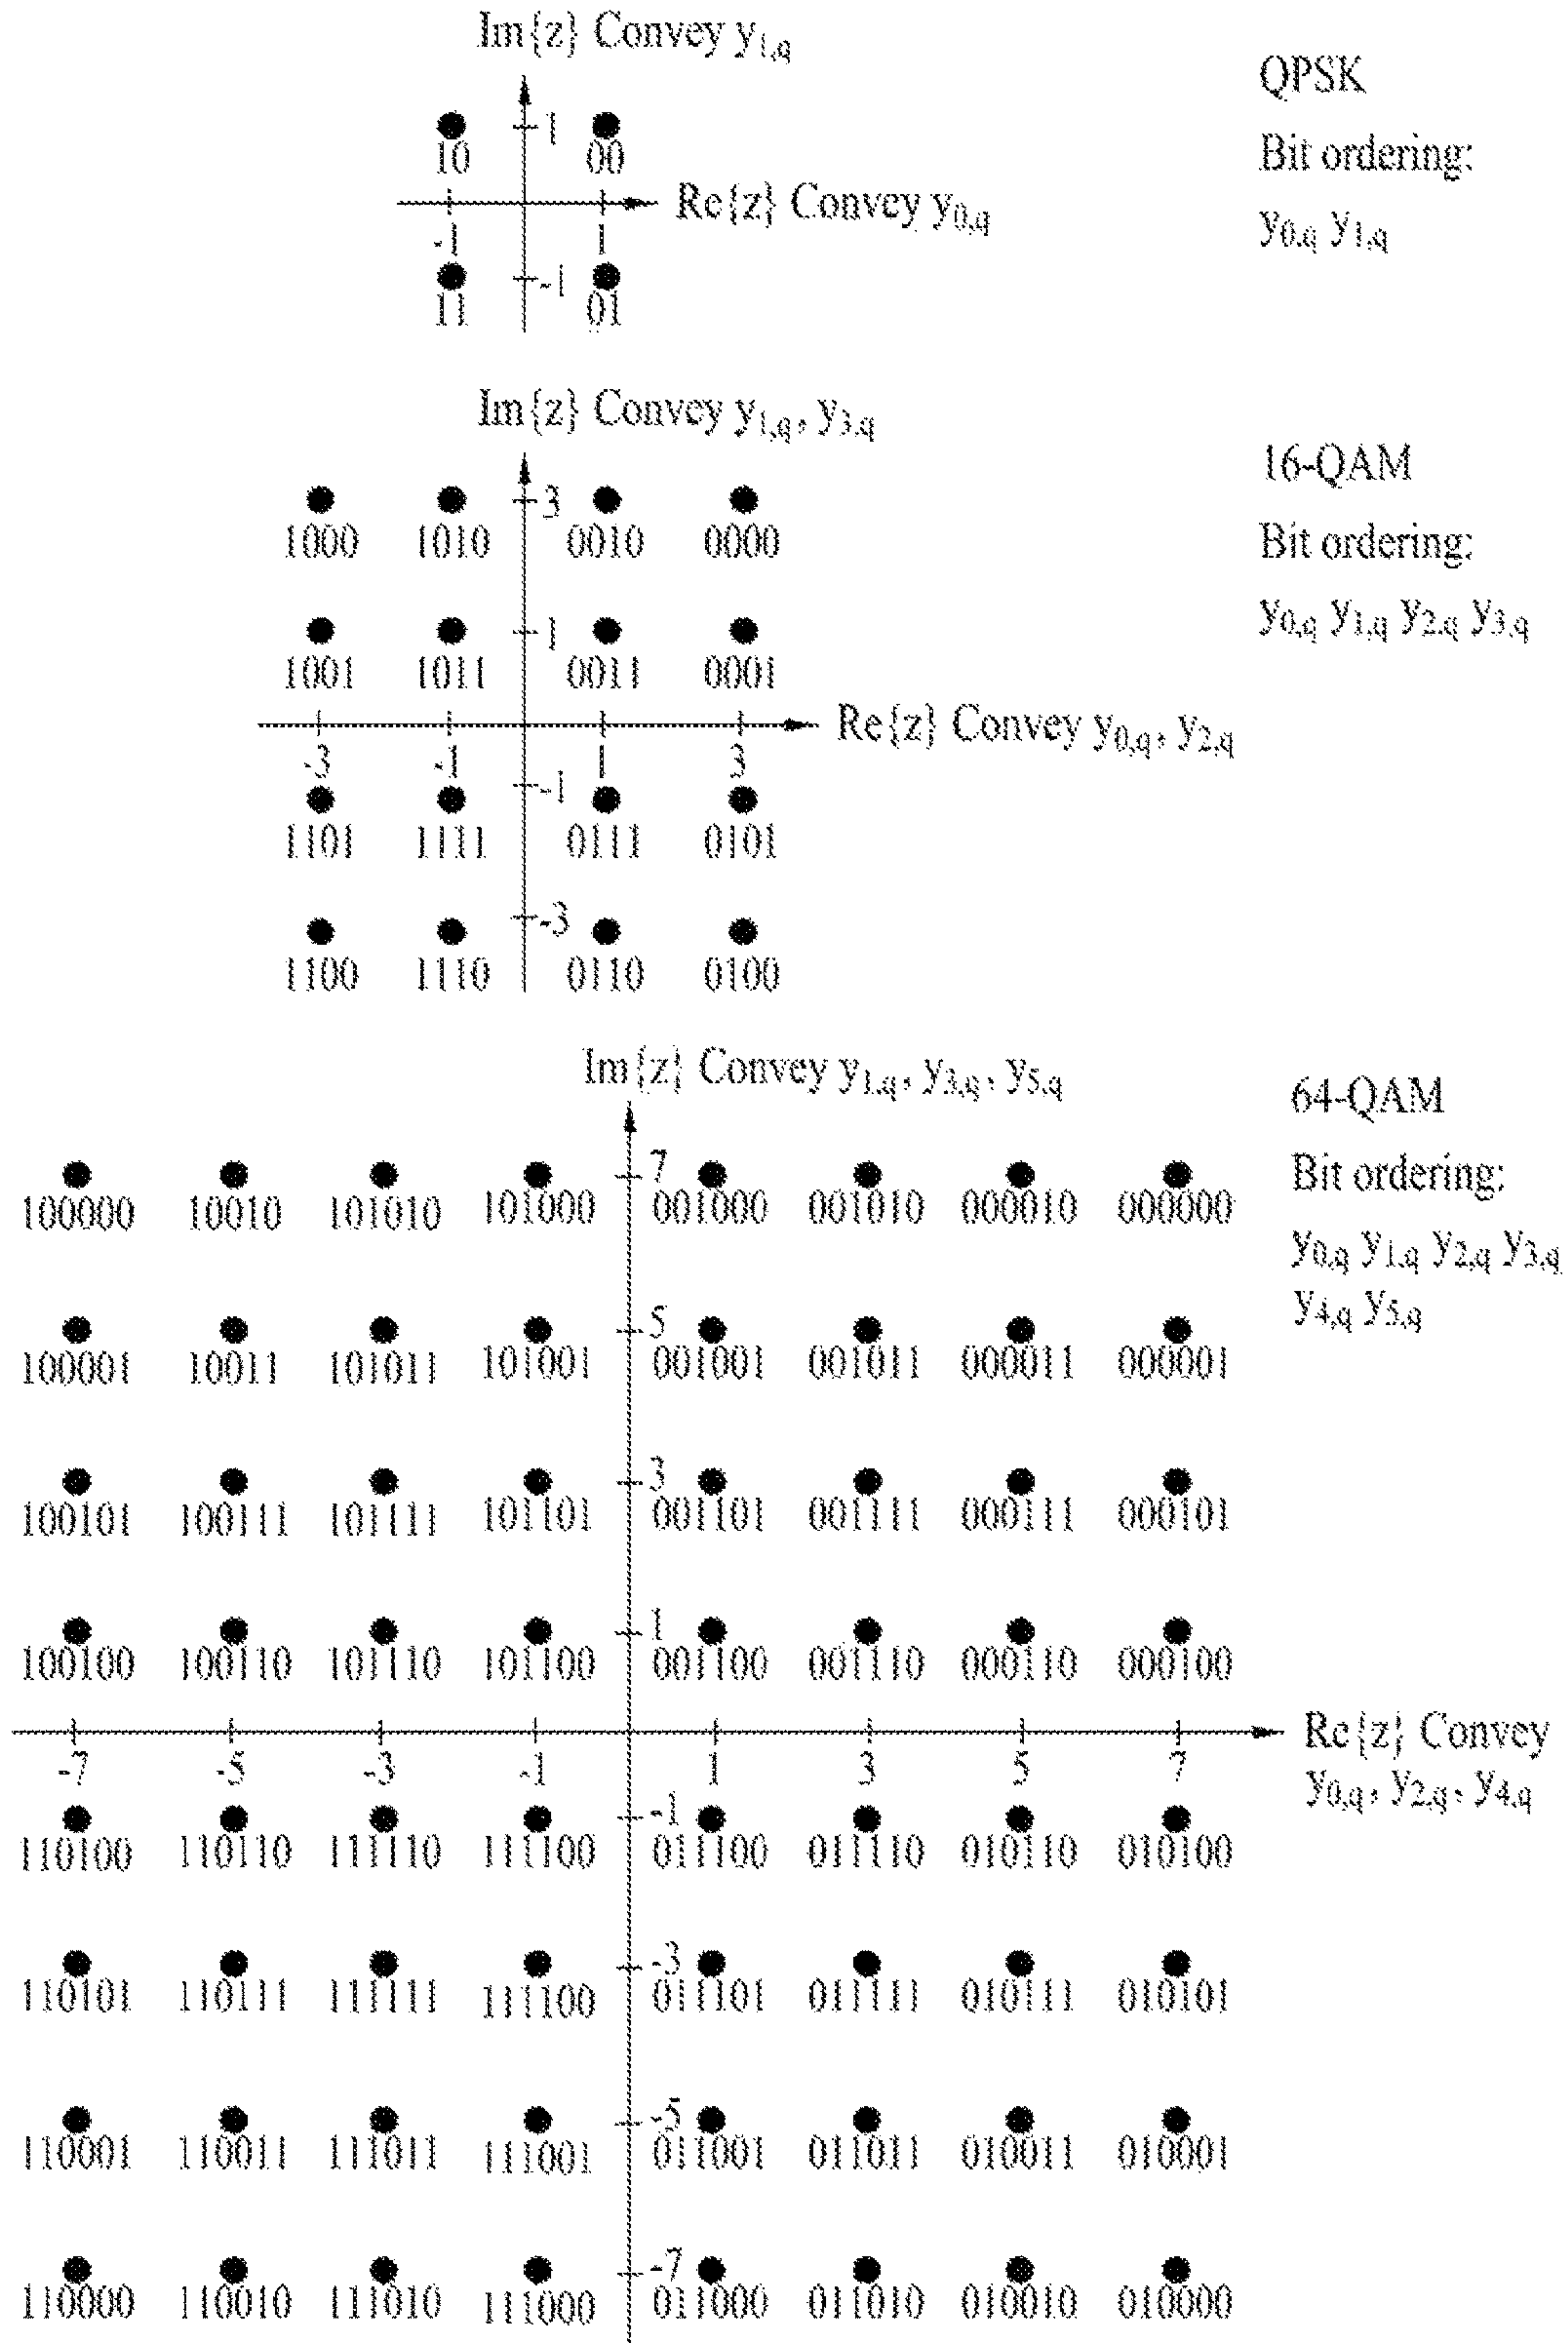 Im{z} Convey y1,q
QPSK
Bit ordering:
y0,q y1,q
1
10 00
Re{z} Convey y0,q
-1 1
-1
11 01
Im{z} Convey y1,q, y3,q
16-QAM
Bit ordering:
y0,q y1,q y2,q y3,q
3
1000 1010 0010 0000
1
1001 1011 0011 0001
Re{z} Convey y0,q, y2,q
-3 -1 1 3
-1
1101 1111 0111 0101
-3
1100 1110 0110 0100
Im{z} Convey y1,q, y3,q, y5,q
64-QAM
Bit ordering:
y0,q y1,q y2,q y3,q
y4,q y5,q
7
100000 10010 101010 101000 001000 001010 000010 000000
5
100001 10011 101011 101001 001001 001011 000011 000001
3
100101 100111 101111 101101 001101 001111 000111 000101
1
100100 100110 101110 101100 001100 001110 000110 000100
Re{z} Convey
y0,q, y2,q, y4,q
-7 -5 -3 -1 1 3 5 7
-1
110100 110110 111110 111100 011100 011110 010110 010100
-3
110101 110111 111111 111100 011101 011111 010111 010101
-5
110001 110011 111011 111001 011001 011011 010011 010001
-7
110000 110010 111010 111000 011000 011010 010010 010000